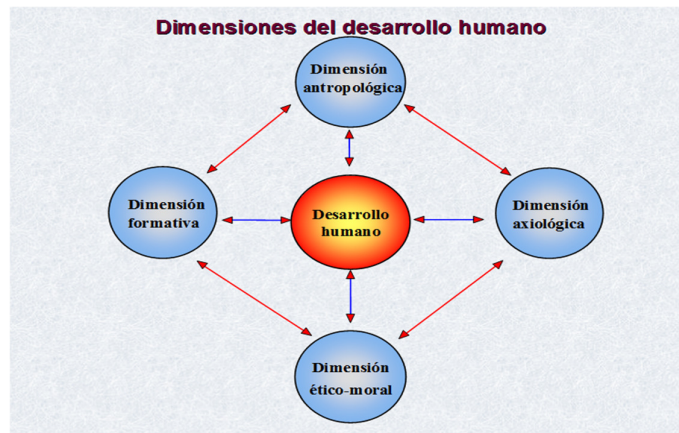 Dimensiones del desarrollo humano
Dimensión
antropológica
Dimensión
formativa
Desarrollo
humano
Dimensión
axiológica
Dimensión
ético-moral